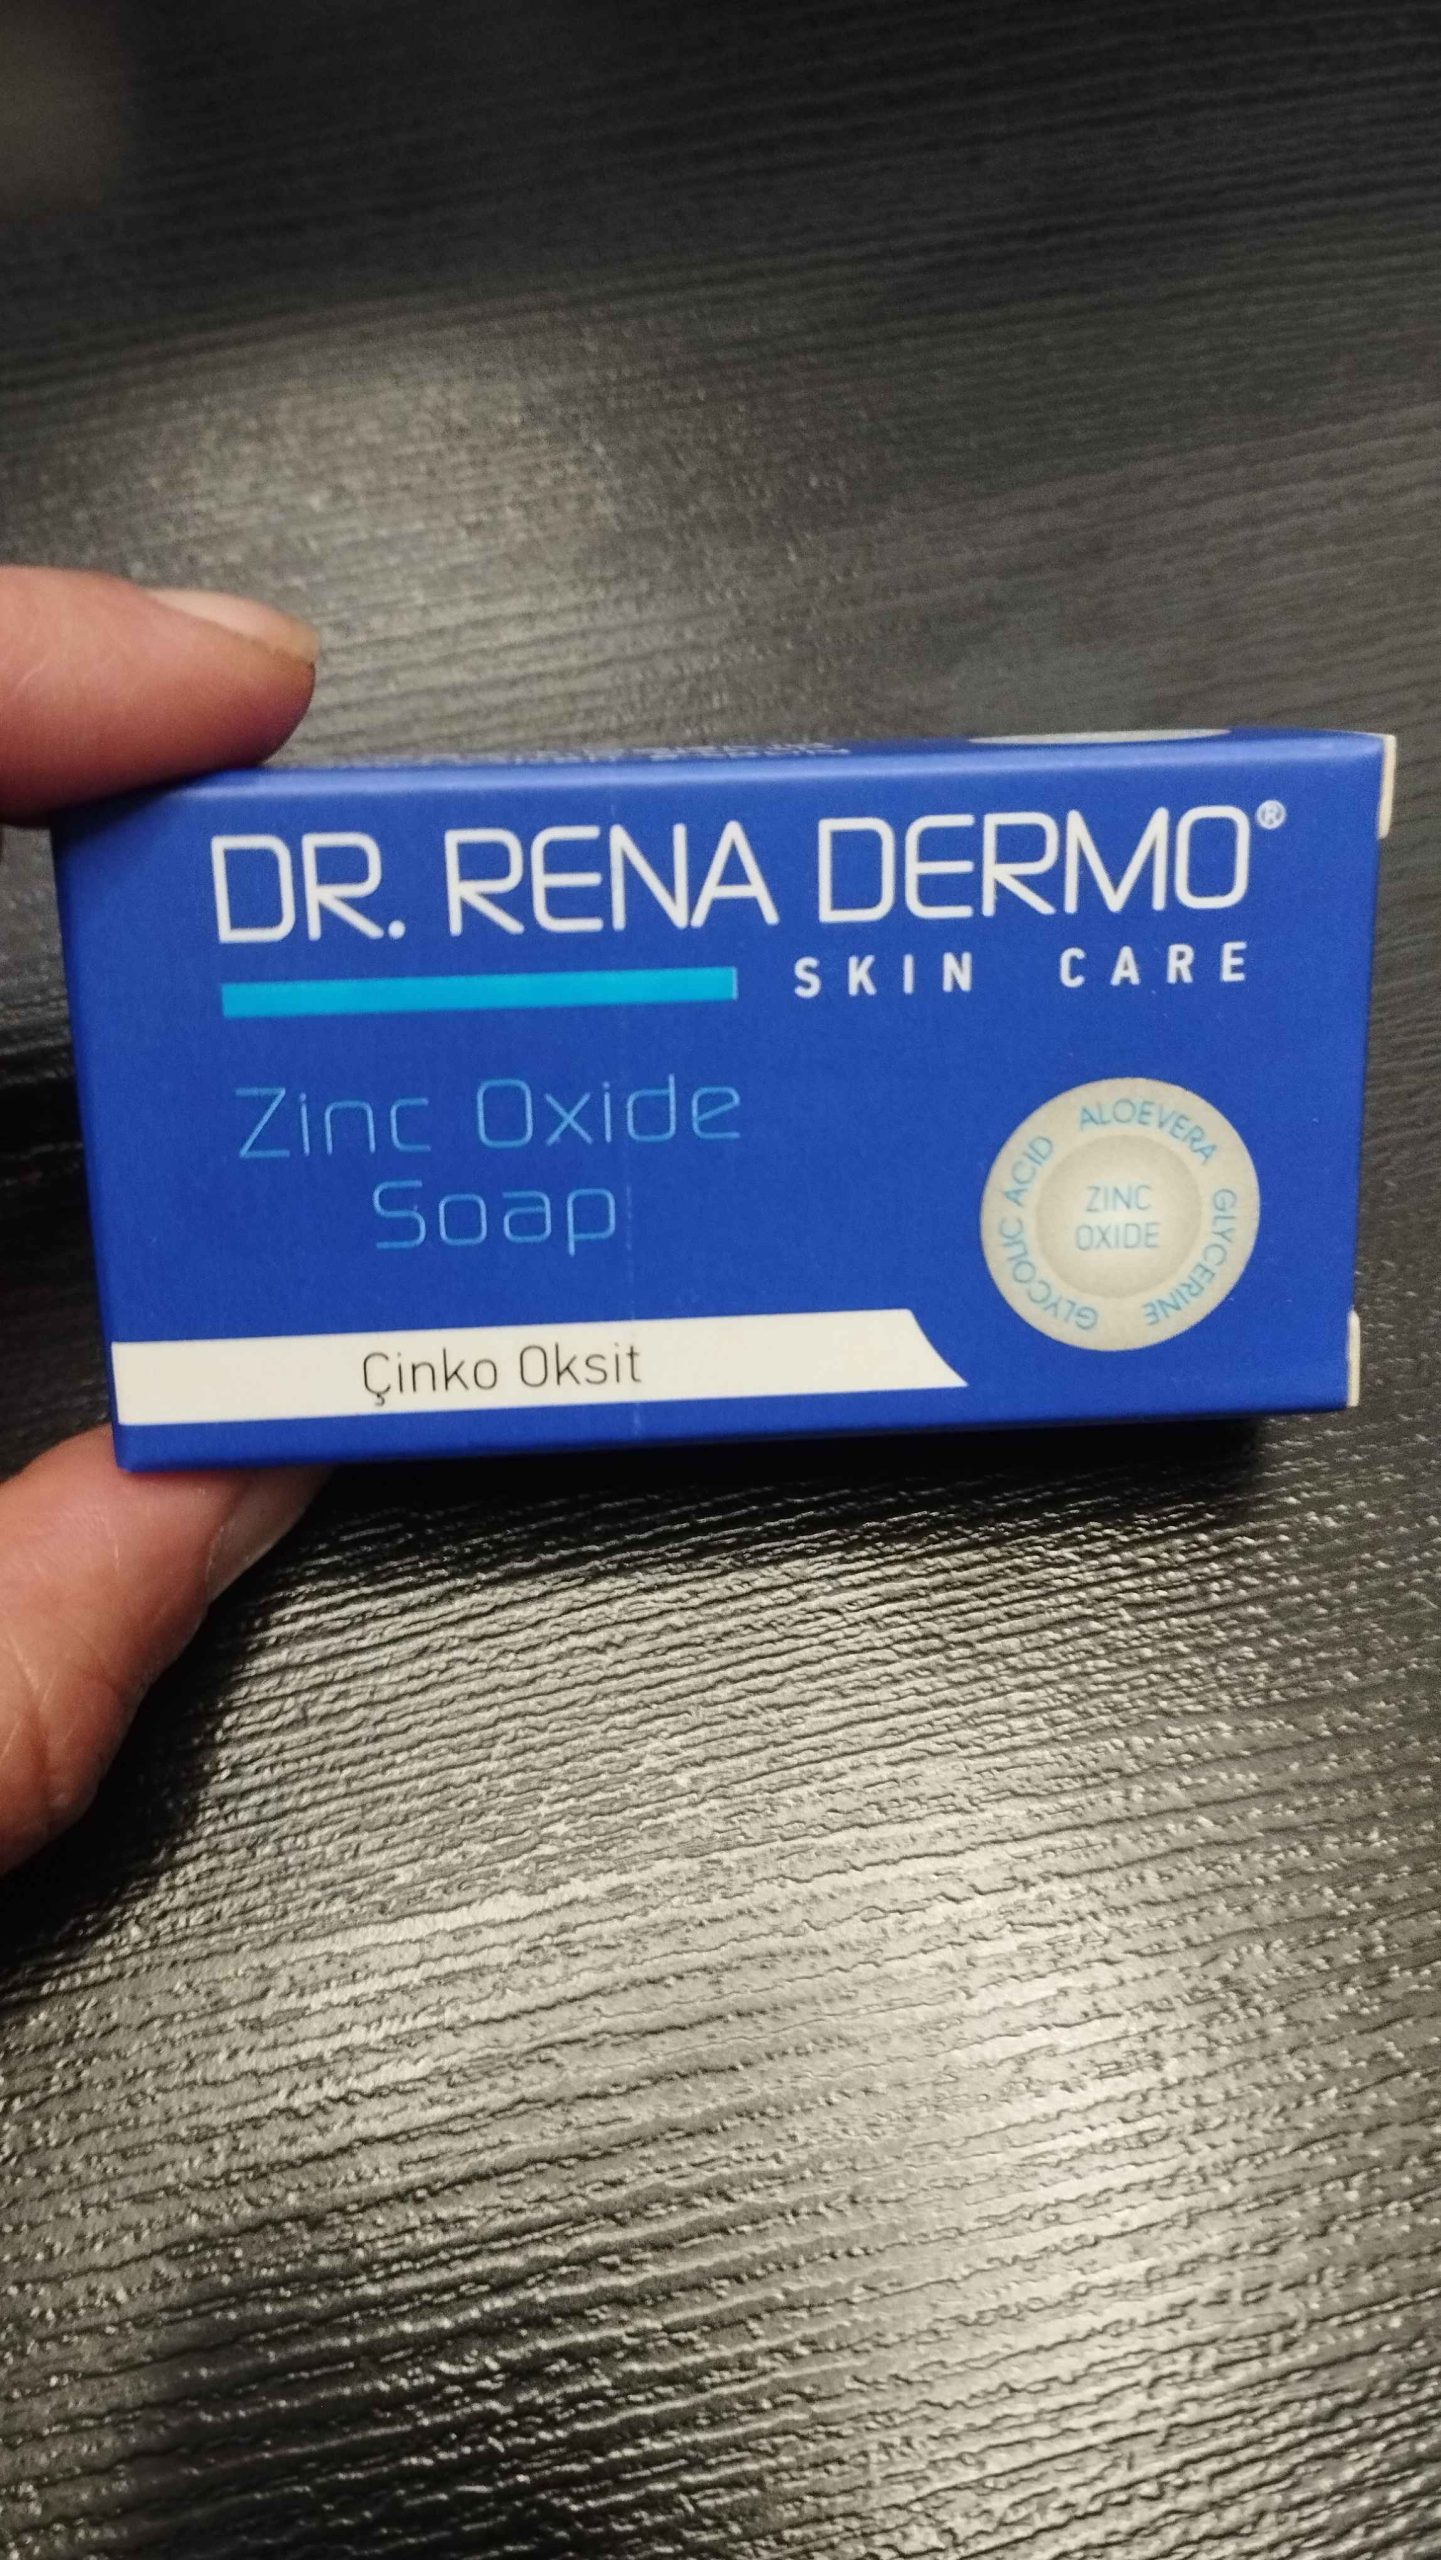 DR. RENA DERMO®
SKIN CARE
Zinc Oxide
Soap
ALOEVERA
GLYCERINE
GLYCOLIC ACID
ZINC
OXIDE
Çinko Oksit